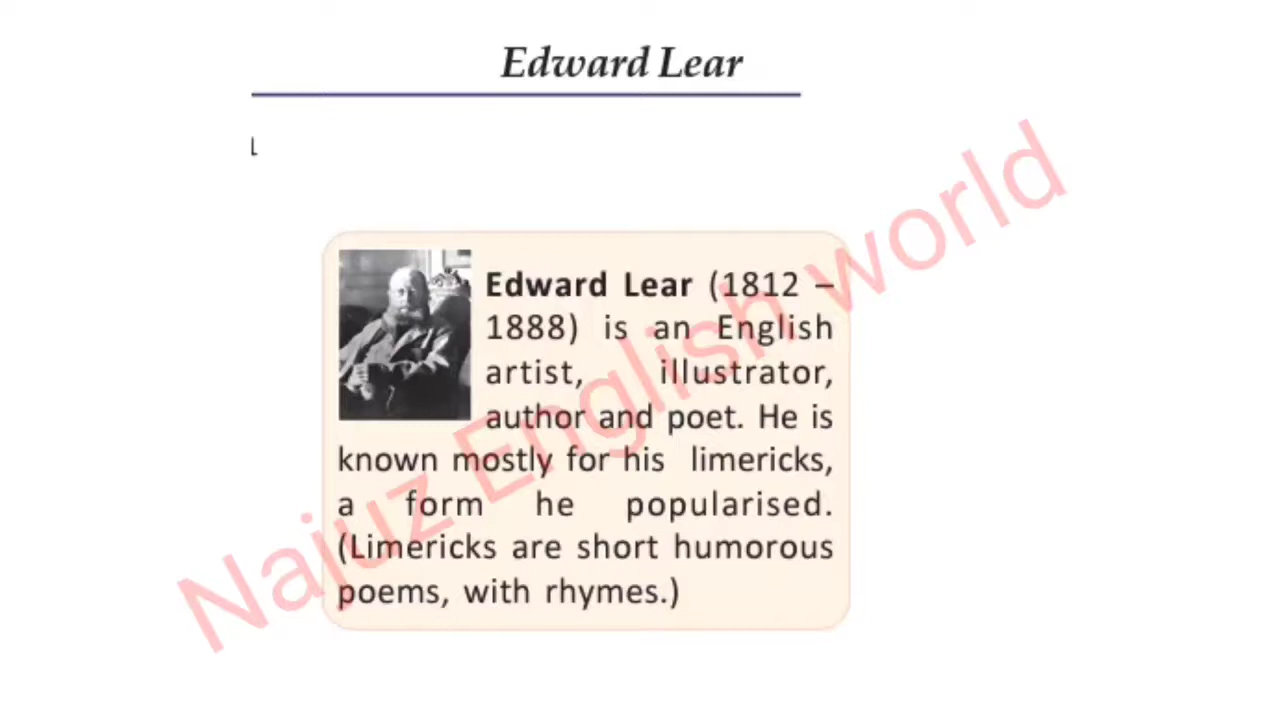 Edward Lear
Edward Lear (1812 –
1888) is an English
artist, illustrator,
author and poet. He is
known mostly for his limericks,
a form he popularised.
(Limericks are short humorous
poems, with rhymes.)
Najuz English world